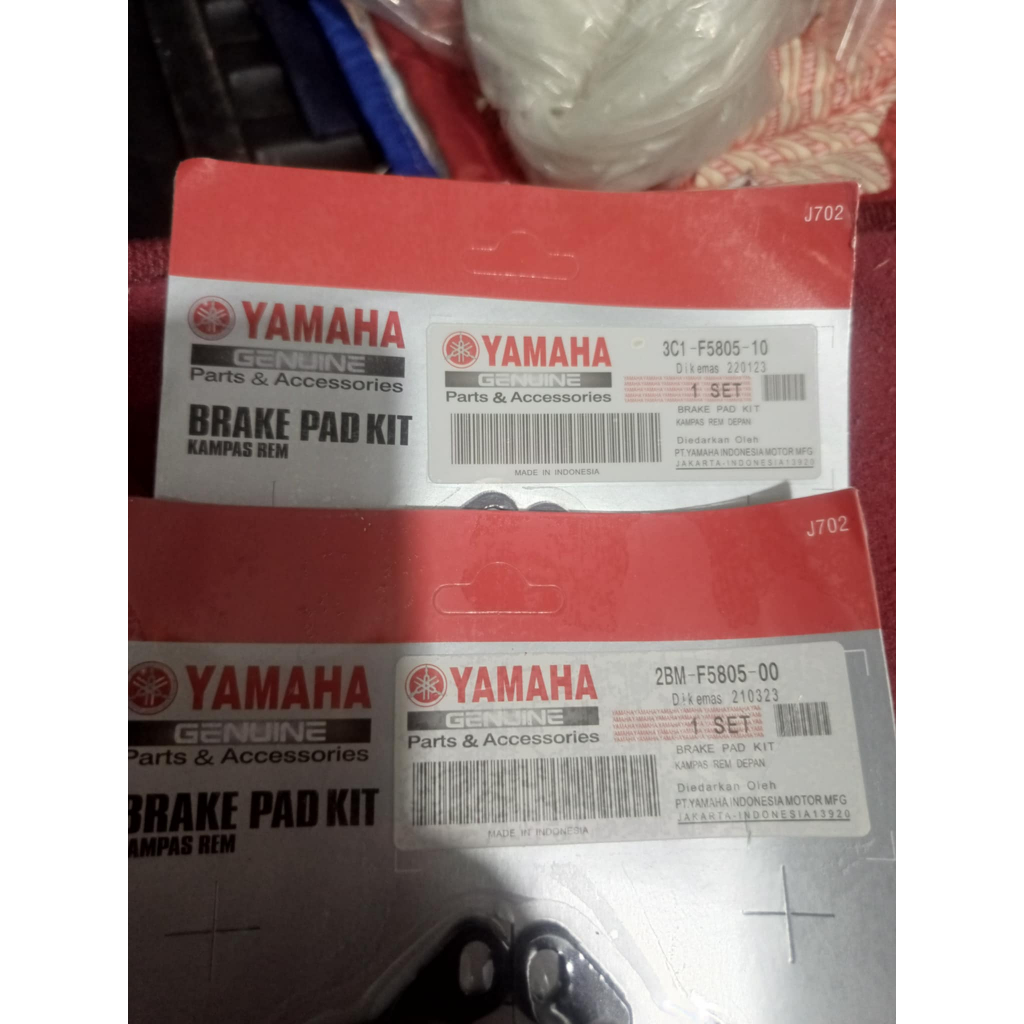 J702
YAMAHA
GENUINE
Parts & Accessories
BRAKE PAD KIT
KAMPAS REM
YAMAHA
GENUINE
Parts & Accessories
MADE IN INDONESIA
3C1-F5805-10
Dikemas 220123
1 SET
BRAKE PAD KIT
KAMPAS REM DEPAN
Diedarkan Oleh
PT.YAMAHA INDONESIA MOTOR MFG
JAKARTA-INDONESIA13920
J702
YAMAHA
GENUINE
Parts & Accessories
BRAKE PAD KIT
AMPAS REM
YAMAHA
GENUINE
Parts & Accessories
MADE IN INDONESIA
2BM-F5805-00
Dikemas 210323
1 SET
BRAKE PAD KIT
KAMPAS REM DEPAN
Diedarkan Oleh
PT.YAMAHA INDONESIA MOTOR MFG
JAKARTA-INDONESIA13920